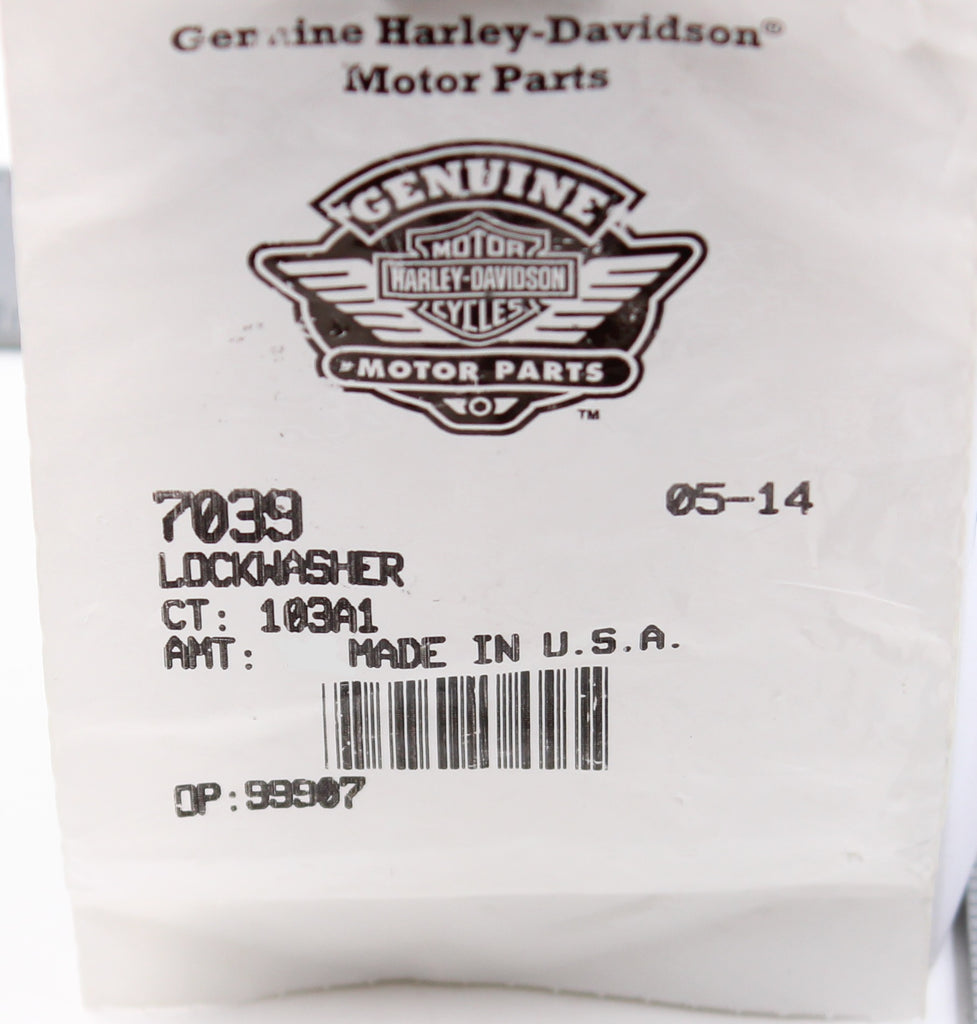 Genuine Harley-Davidson®
Motor Parts
GENUINE
MOTOR
HARLEY-DAVIDSON
CYCLES
MOTOR PARTS
TM
7039
05-14
LOCKWASHER
CT: 103A1
AMT: MADE IN U.S.A.
OP:99907